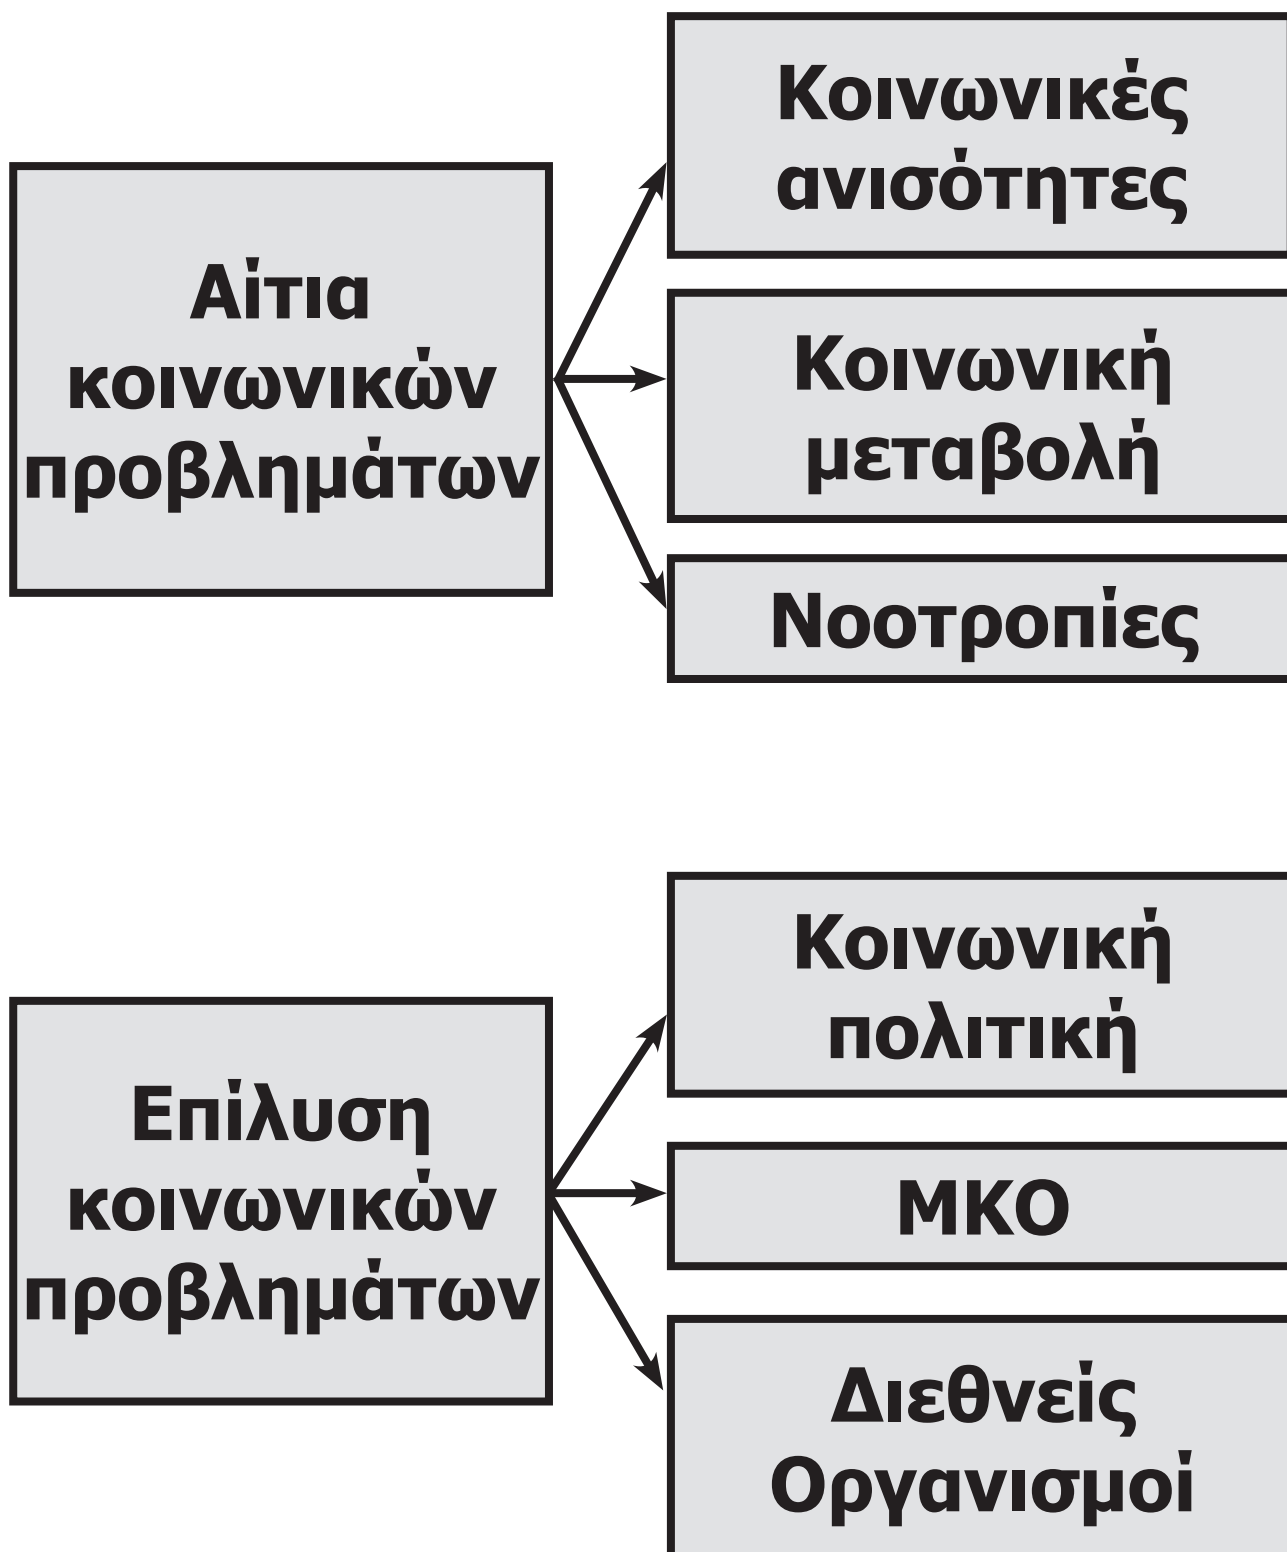 Αίτια
κοινωνικών
προβλημάτων
Κοινωνικές
ανισότητες
Κοινωνική
μεταβολή
Νοοτροπίες
Επίλυση
κοινωνικών
προβλημάτων
Κοινωνική
πολιτική
ΜΚΟ
Διεθνείς
Οργανισμοί